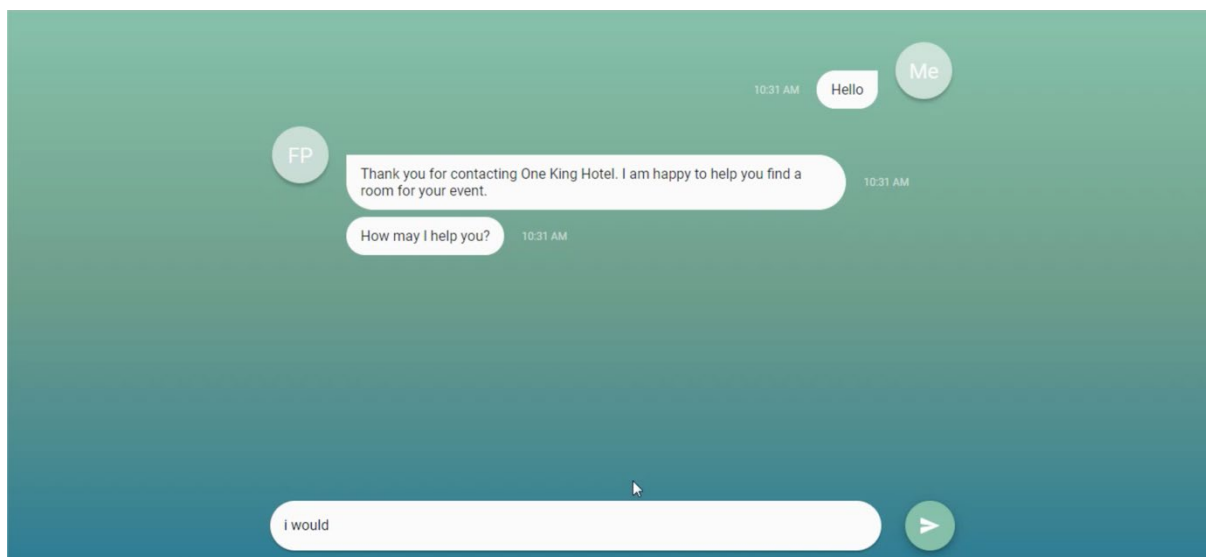 Me
10:31 AM Hello
FP
Thank you for contacting One King Hotel. I am happy to help you find a
room for your event.
10:31 AM
How may I help you? 10:31 AM
i would